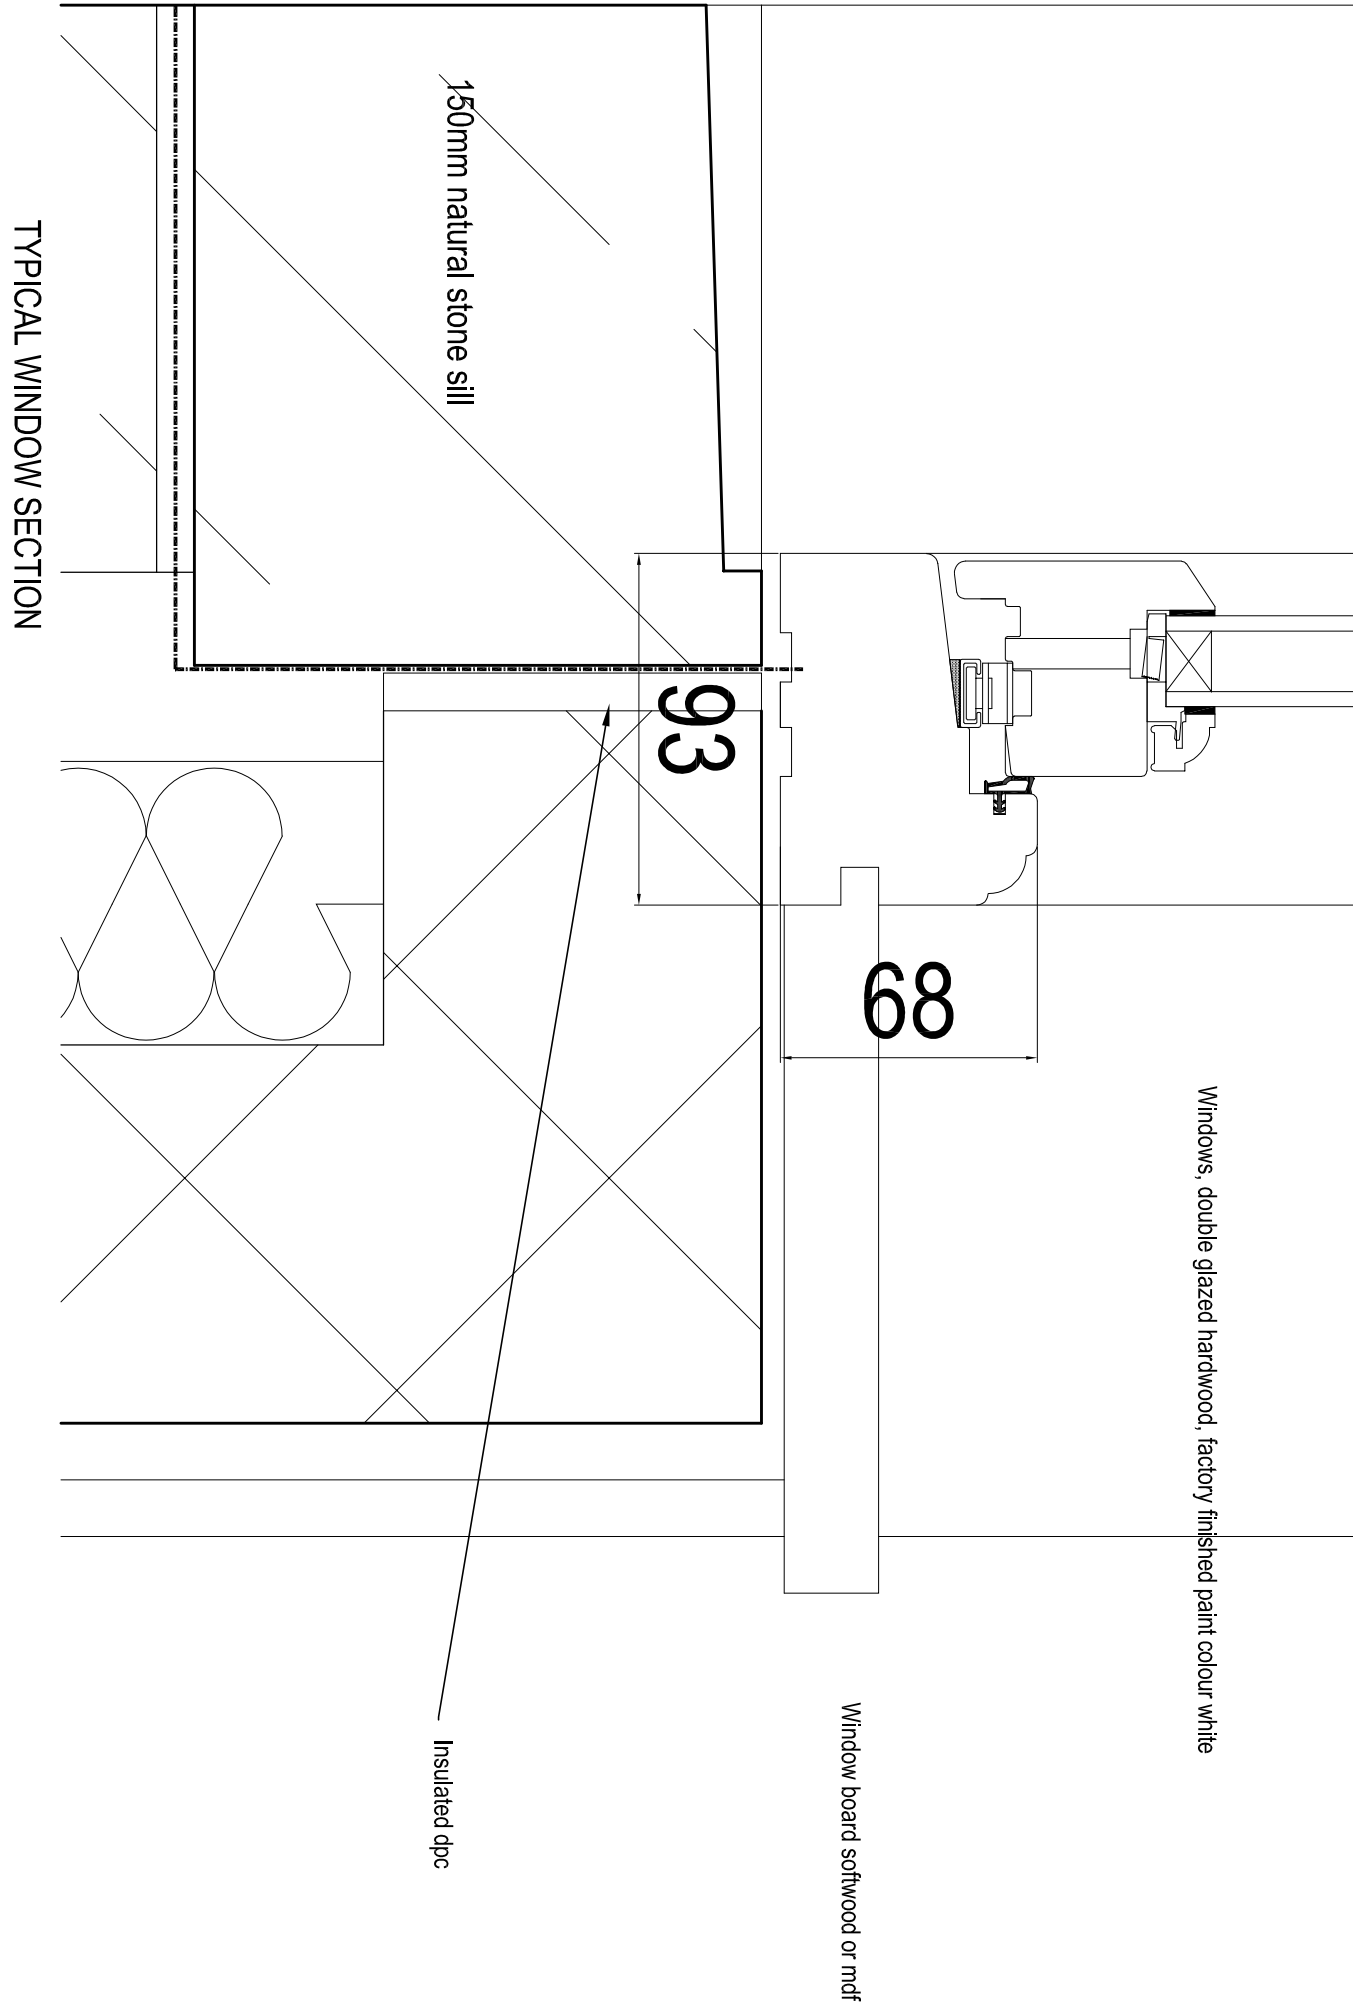 Windows, double glazed hardwood, factory finished paint colour white
68
Window board softwood or mdf
93
150mm natural stone sill
Insulated dpc
TYPICAL WINDOW SECTION